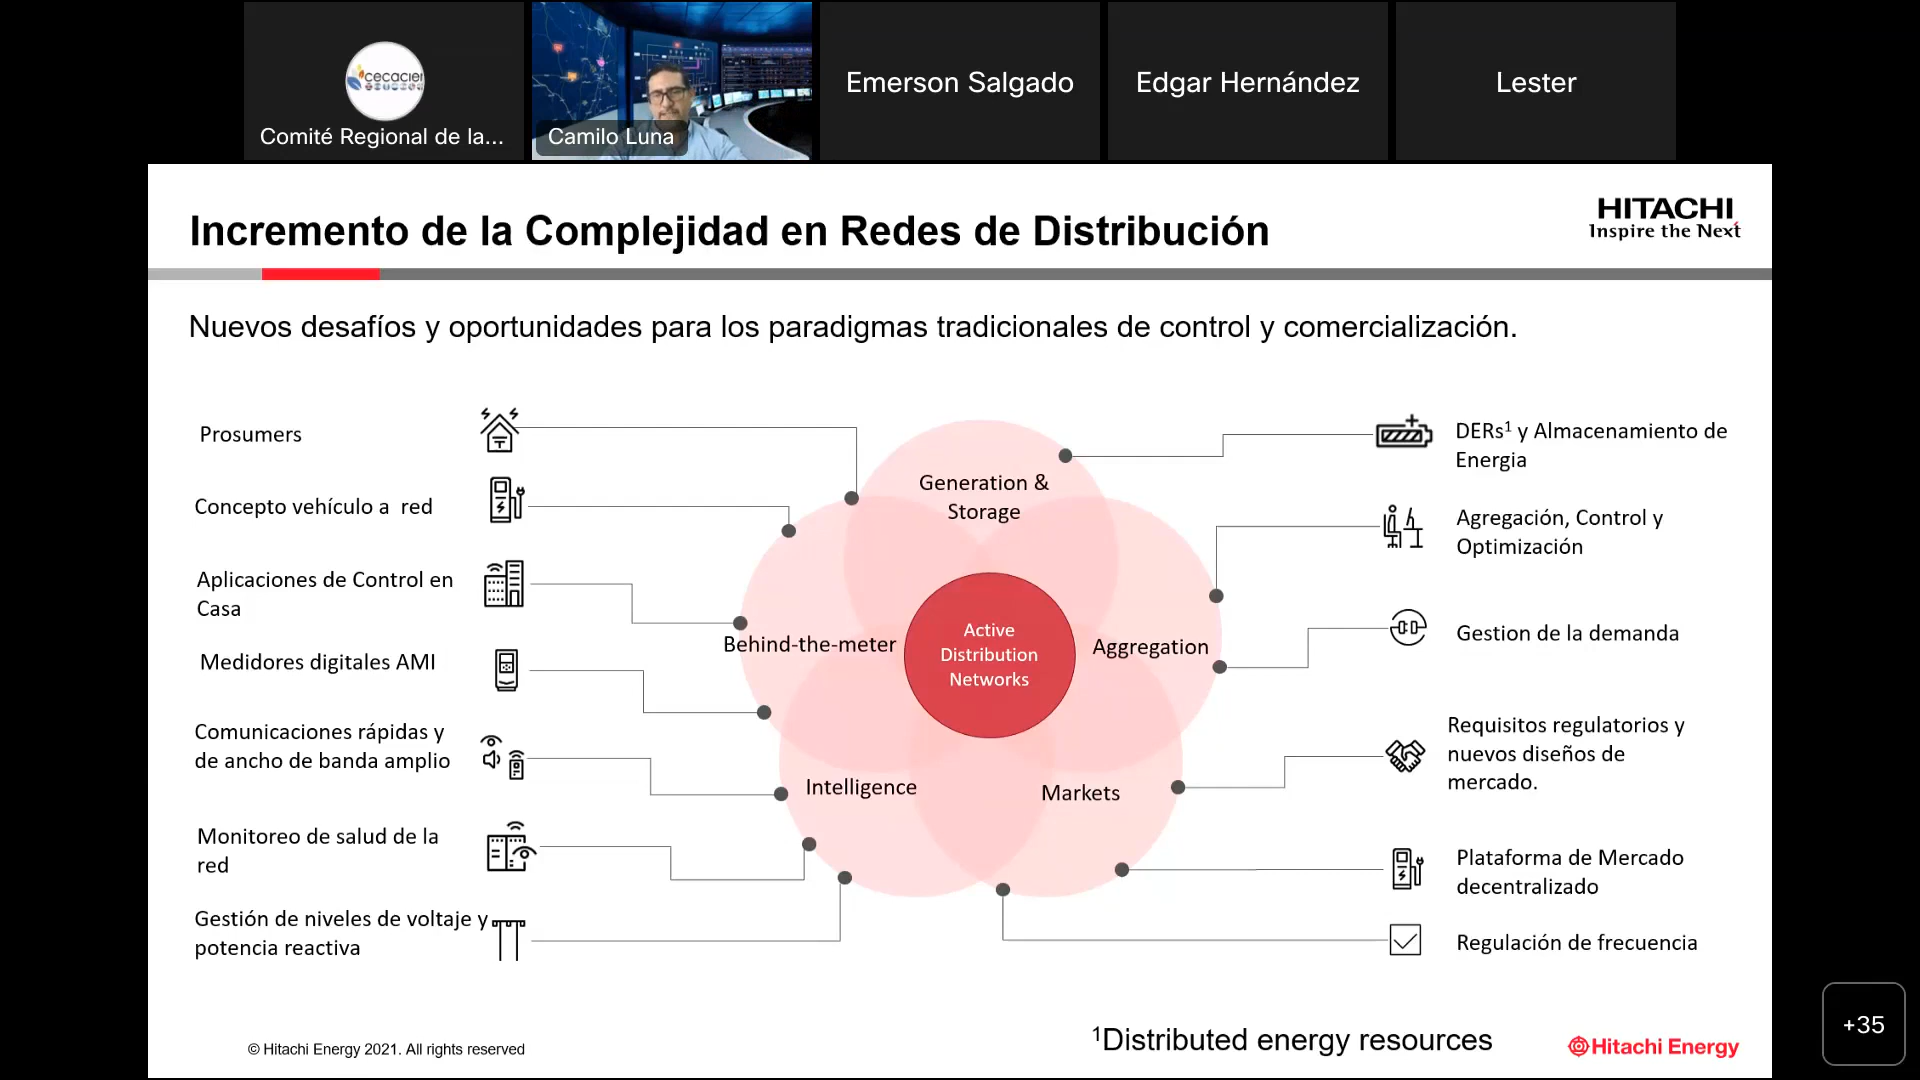 cecacier
Comité Regional de la...
Camilo Luna
Emerson Salgado
Edgar Hernández
Lester
Incremento de la Complejidad en Redes de Distribución
HITACHI
Inspire the Next
Nuevos desafíos y oportunidades para los paradigmas tradicionales de control y comercialización.
Prosumers
Concepto vehículo a  red
Aplicaciones de Control en
Casa
Medidores digitales AMI
Comunicaciones rápidas y
de ancho de banda amplio
Monitoreo de salud de la
red
Gestión de niveles de voltaje y
potencia reactiva
Generation &
Storage
Behind-the-meter
Active
Distribution
Networks
Aggregation
Intelligence
Markets
DERs¹ y Almacenamiento de
Energia
Agregación, Control y
Optimización
Gestion de la demanda
Requisitos regulatorios y
nuevos diseños de
mercado.
Plataforma de Mercado
decentralizado
Regulación de frecuencia
© Hitachi Energy 2021. All rights reserved
¹Distributed energy resources
Hitachi Energy
+35